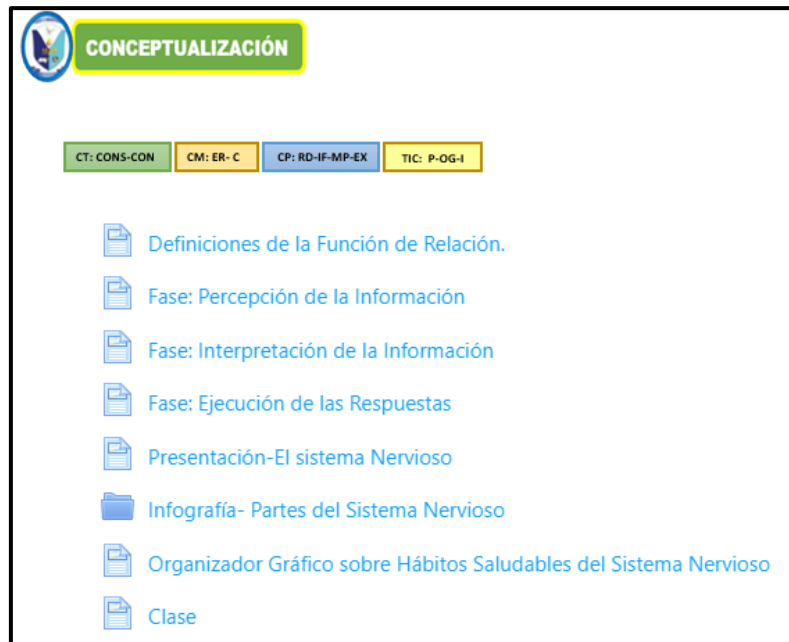 CONCEPTUALIZACIÓN
CT: CONS-CON CM: ER- C CP: RD-IF-MP-EX TIC: P-OG-I
Definiciones de la Función de Relación.
Fase: Percepción de la Información
Fase: Interpretación de la Información
Fase: Ejecución de las Respuestas
Presentación-El sistema Nervioso
Infografía- Partes del Sistema Nervioso
Organizador Gráfico sobre Hábitos Saludables del Sistema Nervioso
Clase